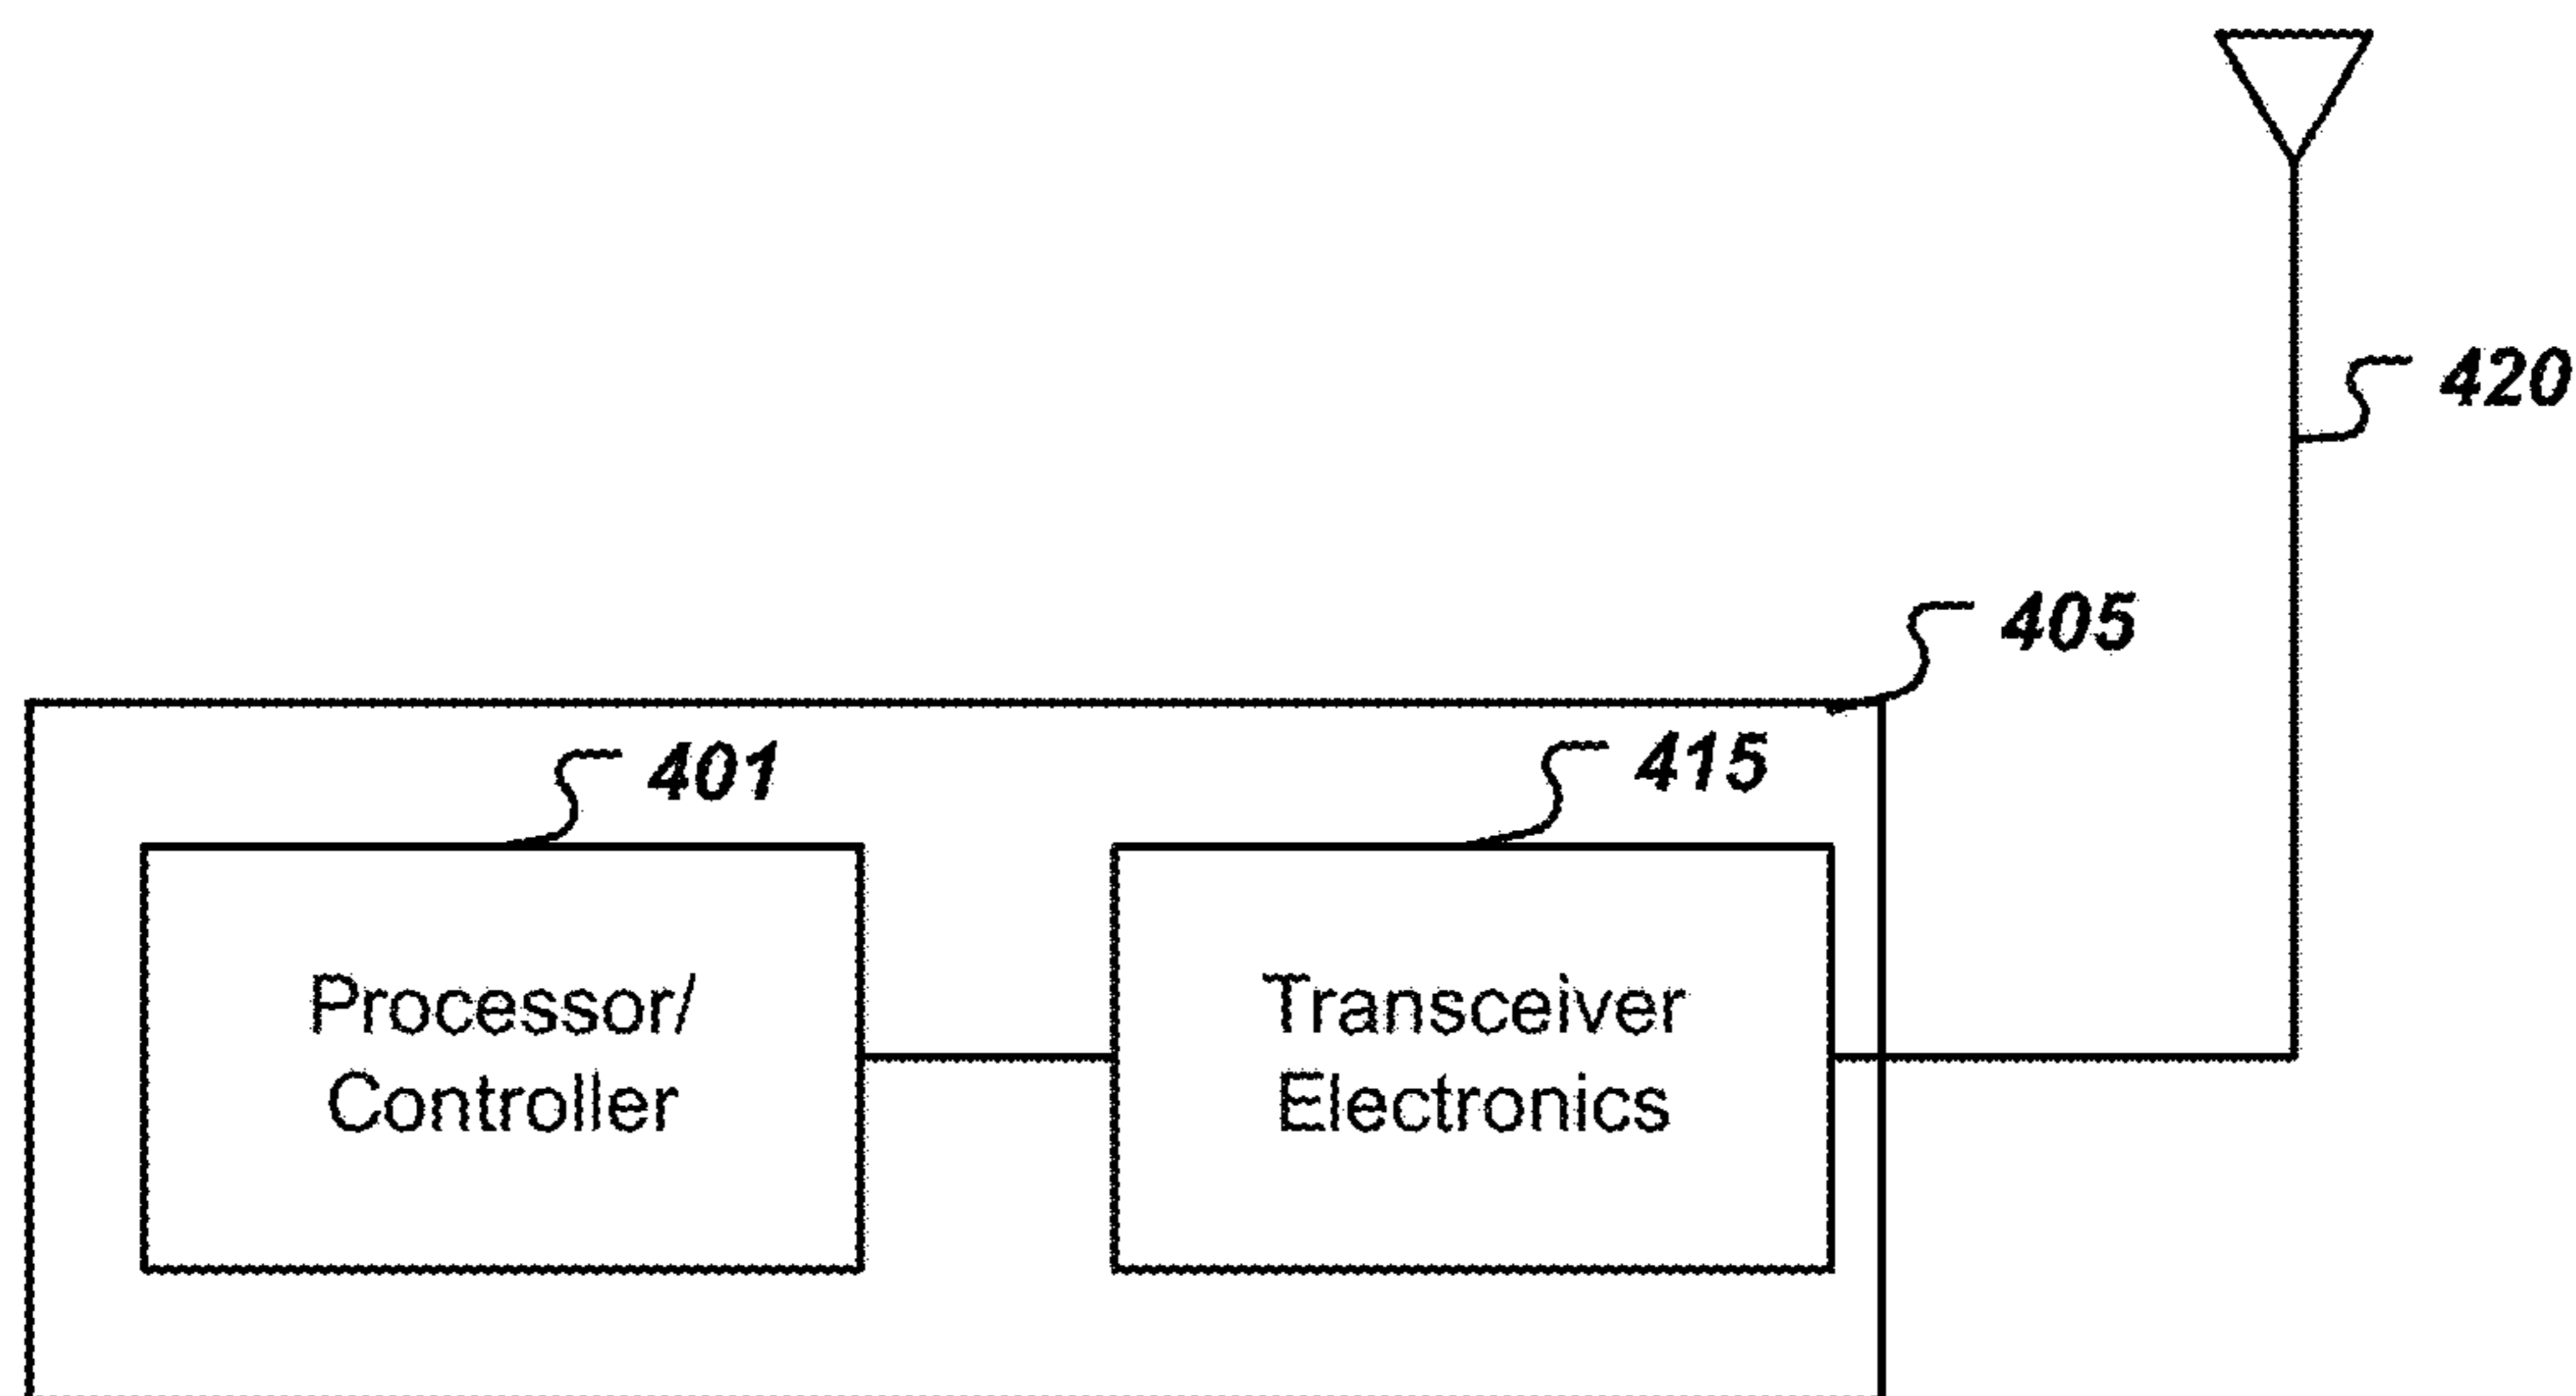 420
405
401
415
Processor/
Controller
Transceiver
Electronics